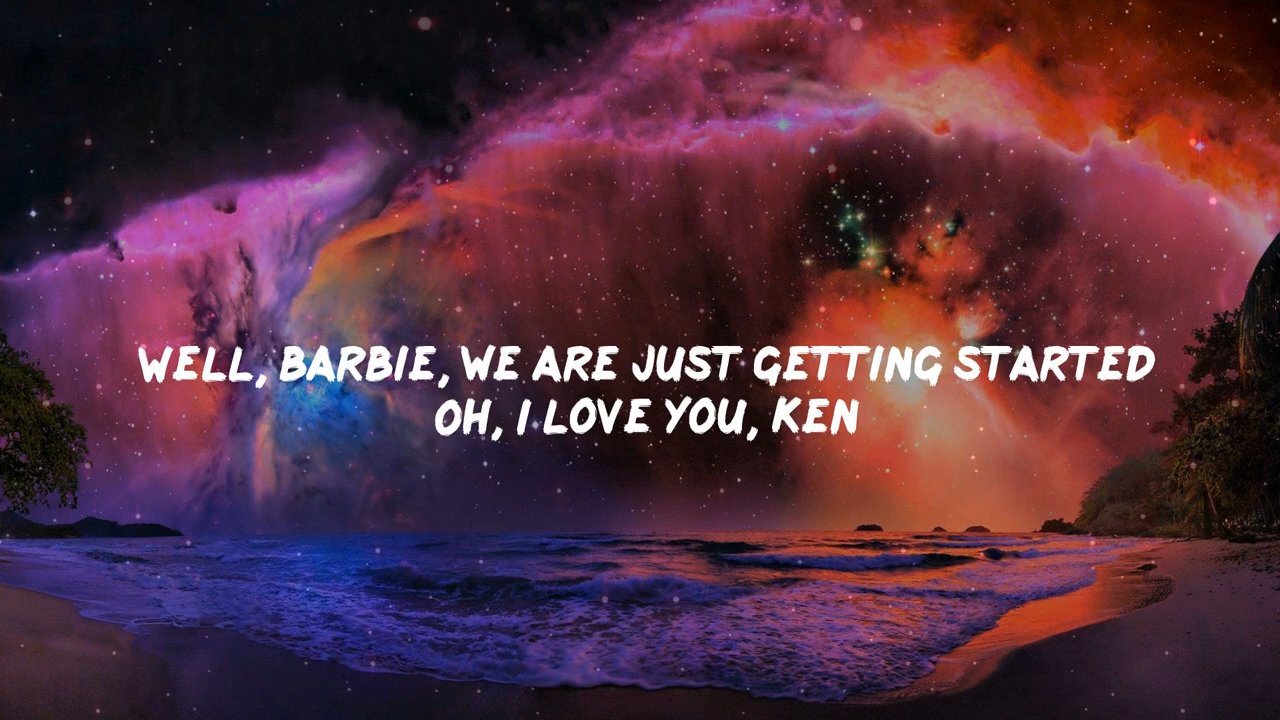 WELL, BARBIE, WE ARE JUST GETTING STARTED
OH, I LOVE YOU, KEN